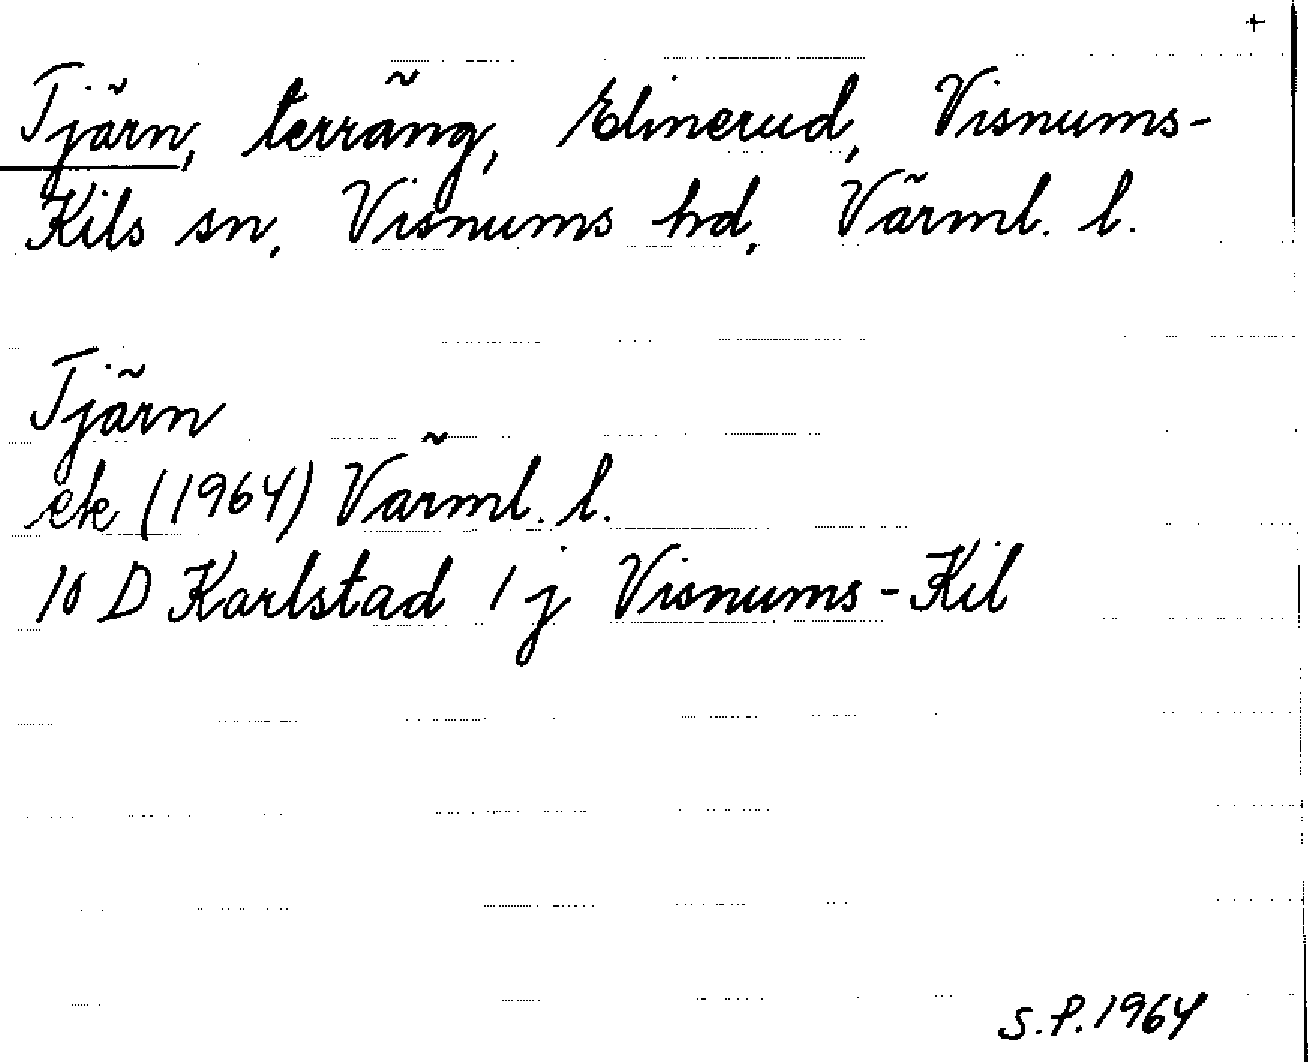 +
Tjärn, terräng, Elinerud, Visnums-
Kils sn, Visnums hd, Värml. l.
Tjärn
ek (1964) Värml. l.
10 D Karlstad 1 j Visnums-Kil
S.P. 1964